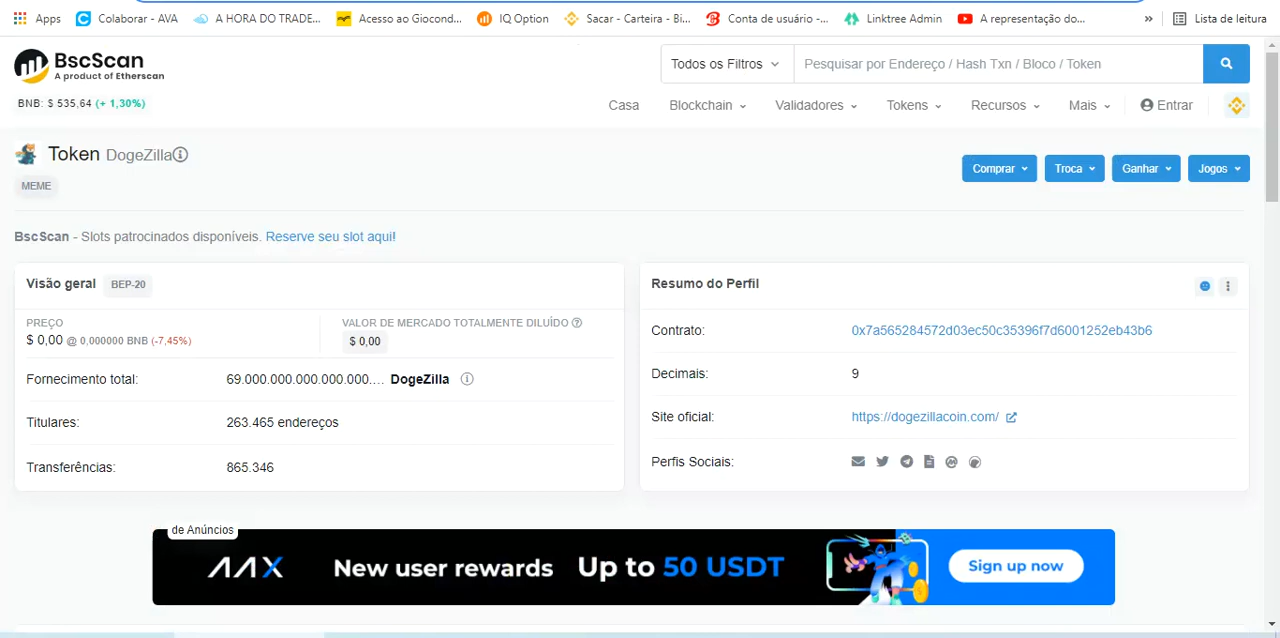 Apps Colaborar - AVA A HORA DO TRADE... Acesso ao Giocond... IQ Option Sacar - Carteira - Bi... Conta de usuário -... Linktree Admin A representação do... » Lista de leitura
BscScan
A product of Etherscan
Todos os Filtros Pesquisar por Endereço / Hash Txn / Bloco / Token
BNB: $ 535,64 (+ 1,30%)
Casa Blockchain Validadores Tokens Recursos Mais Entrar
Token DogeZilla
MEME
Comprar Troca Ganhar Jogos
BscScan - Slots patrocinados disponíveis. Reserve seu slot aqui!
Visão geral BEP-20
PREÇO
$ 0,00 @ 0,000000 BNB (-7,45%)
VALOR DE MERCADO TOTALMENTE DILUÍDO
$ 0,00
Fornecimento total: 69.000.000.000.000.000.... DogeZilla
Titulares: 263.465 endereços
Transferências: 865.346
Resumo do Perfil
Contrato: 0x7a565284572d03ec50c35396f7d6001252eb43b6
Decimais: 9
Site oficial: https://dogezillacoin.com/
Perfis Sociais:
de Anúncios
AAX New user rewards Up to 50 USDT Sign up now